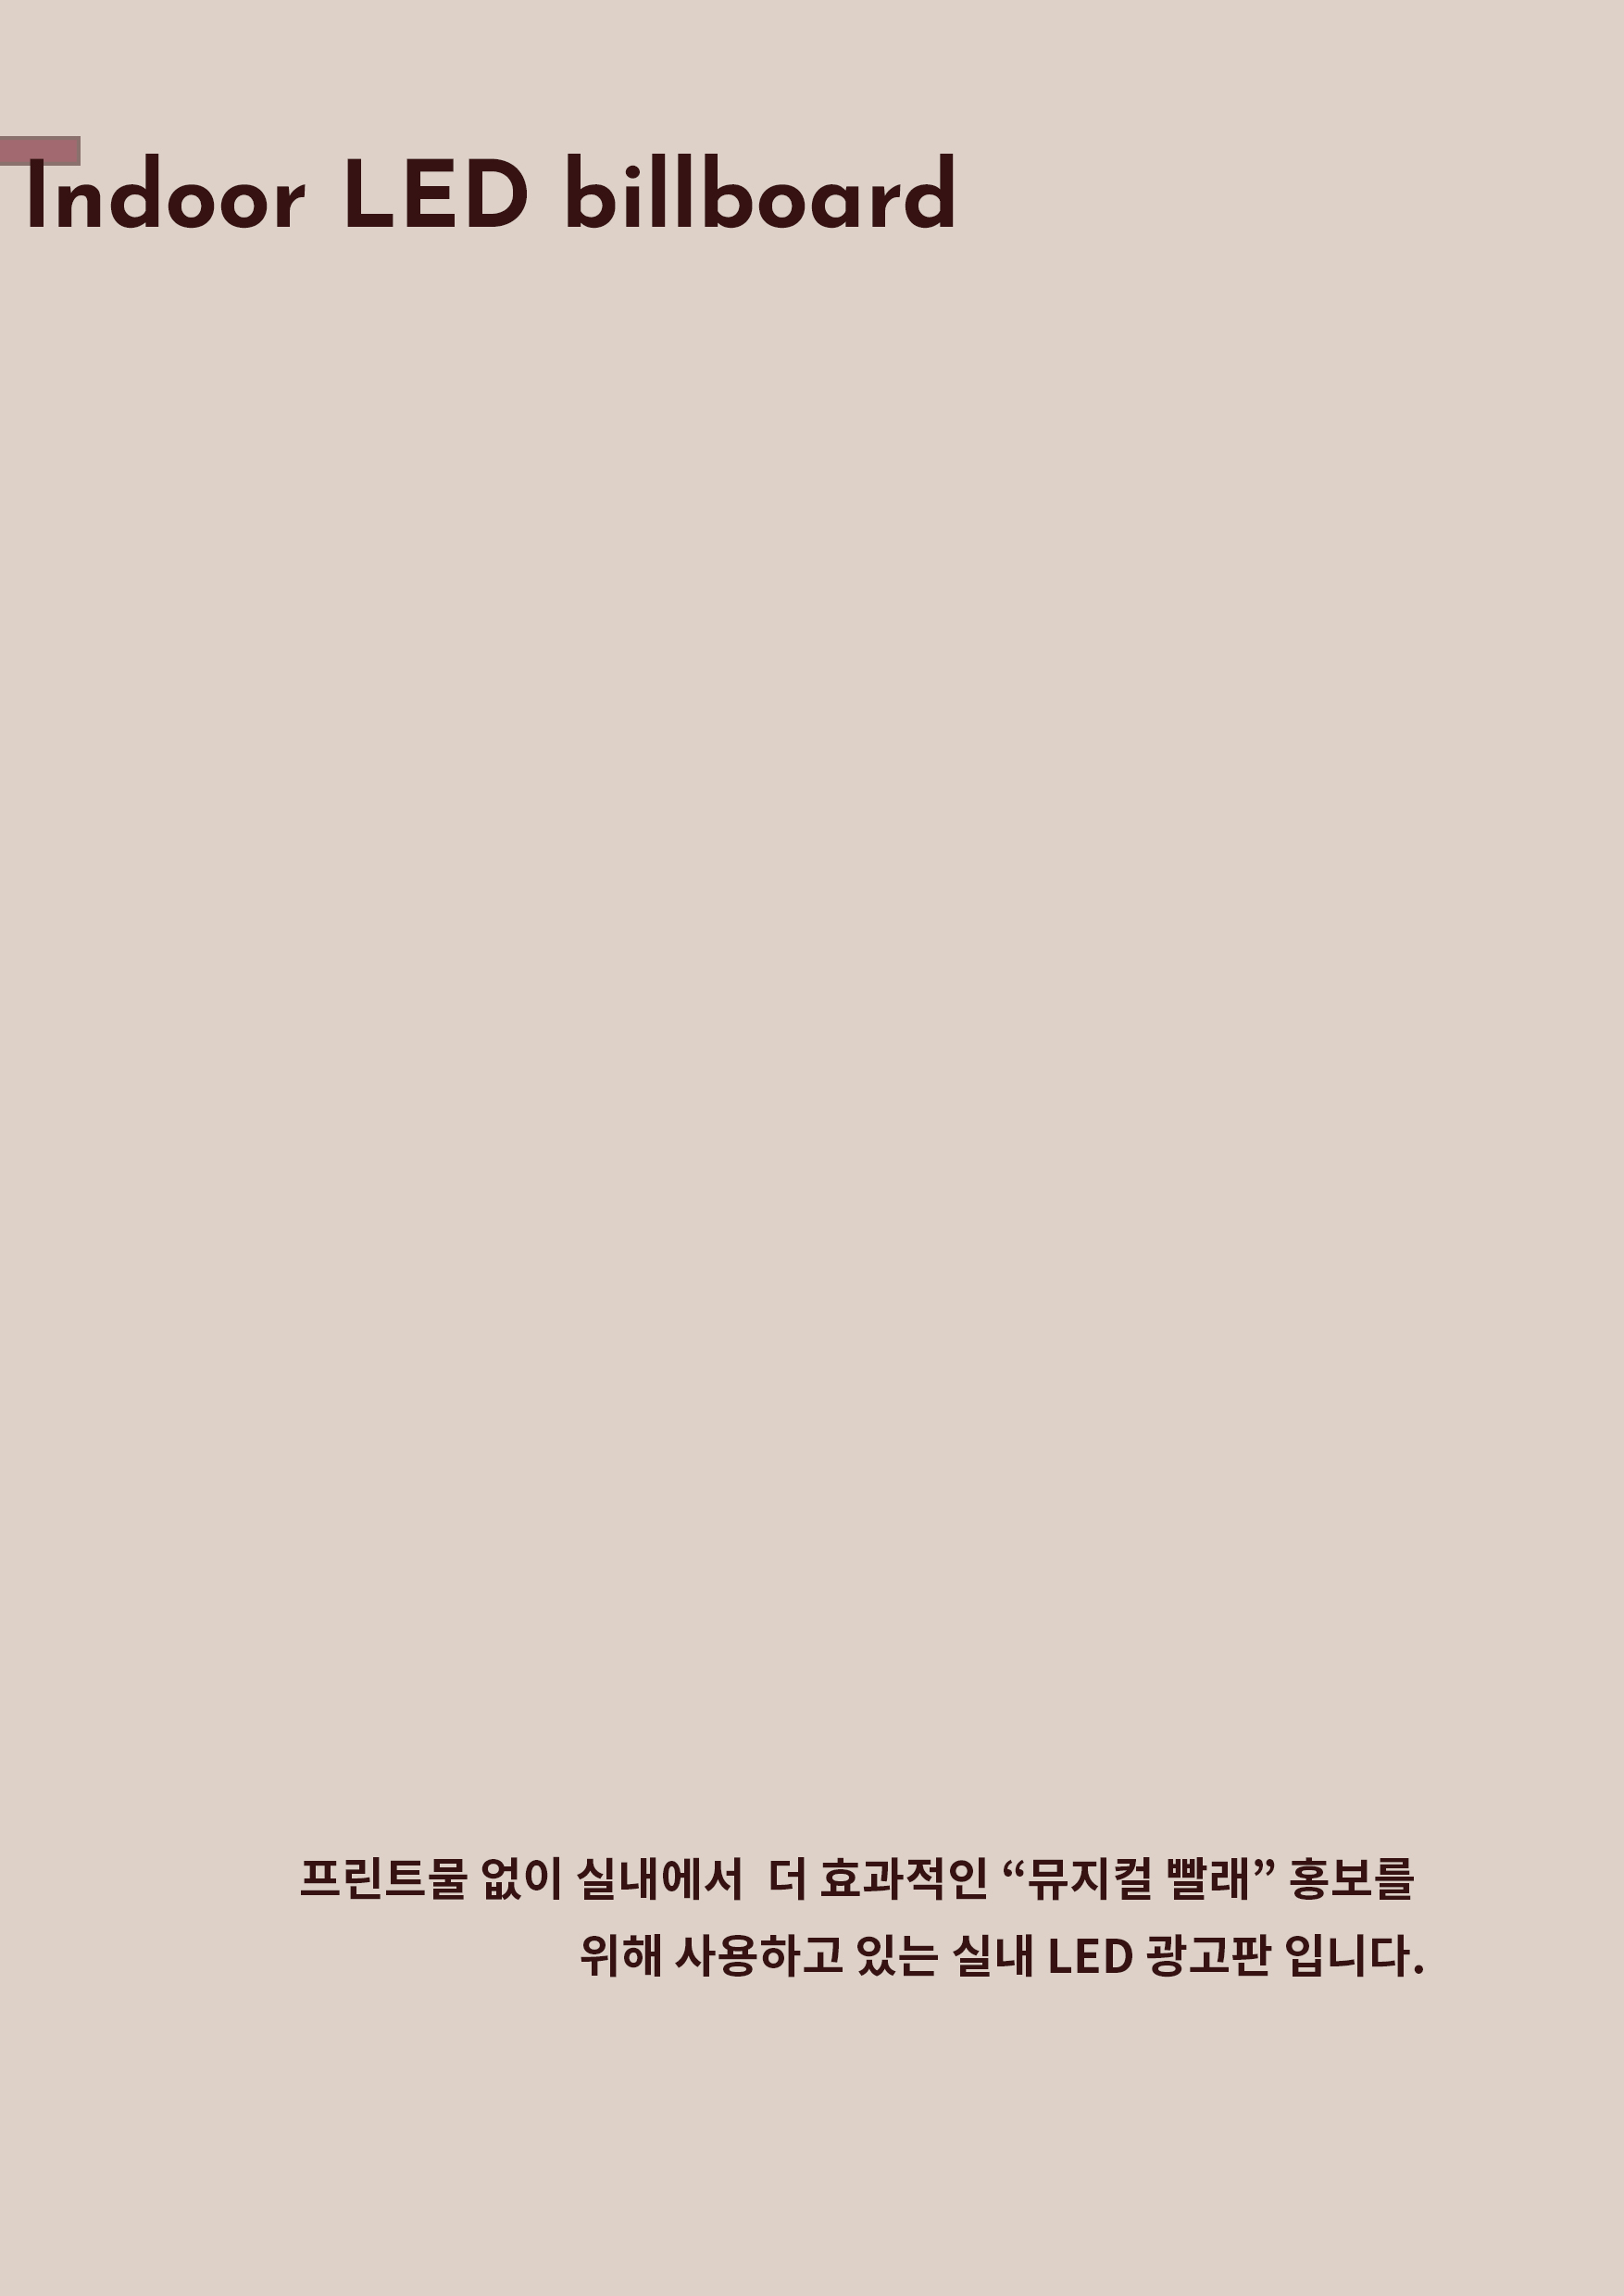 Indoor LED billboard
프린트물 없이 실내에서  더 효과적인 “뮤지컬 빨래” 홍보를
위해 사용하고 있는 실내 LED 광고판 입니다.